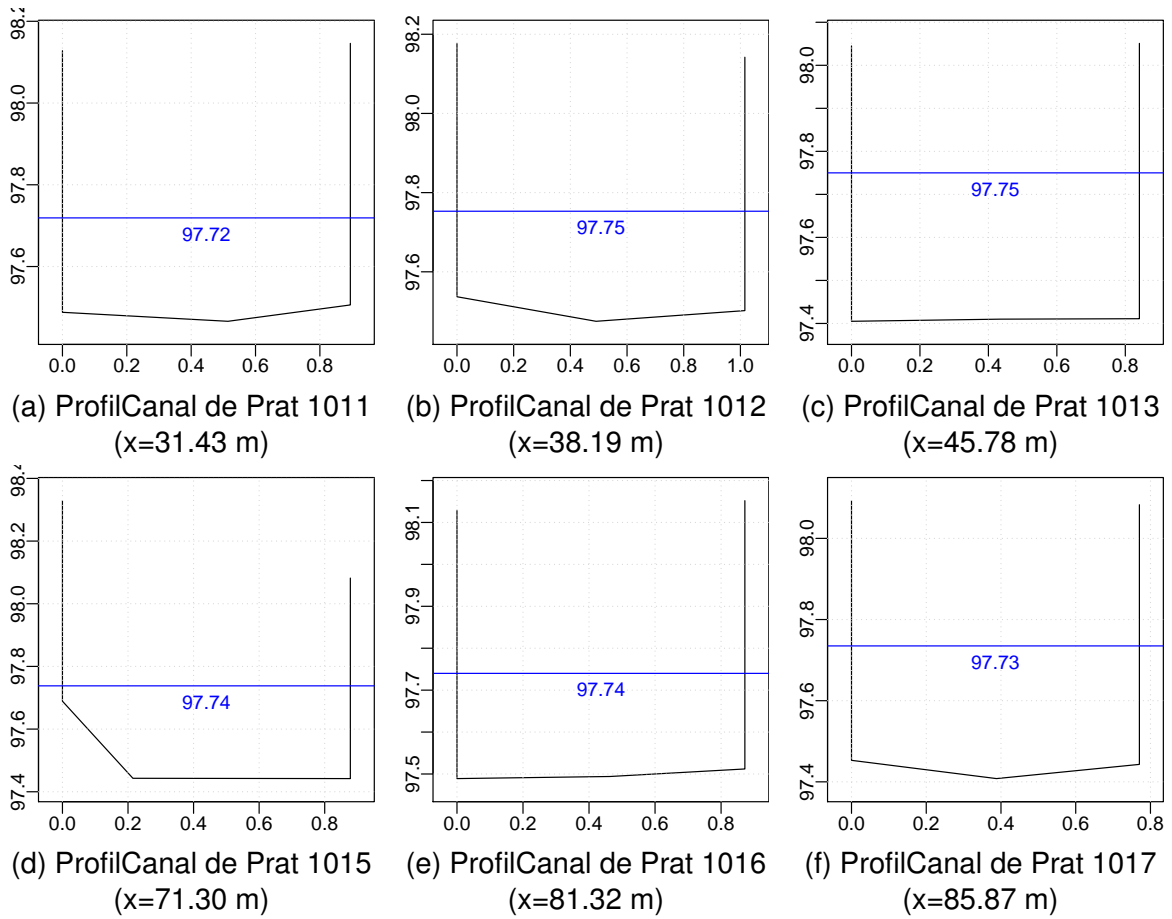 98.2
98.0
97.8
97.6
97.72
0.0 0.2 0.4 0.6 0.8
(a) ProfilCanal de Prat 1011
(x=31.43 m)
98.2
98.0
97.8
97.6
97.75
0.0 0.2 0.4 0.6 0.8 1.0
(b) ProfilCanal de Prat 1012
(x=38.19 m)
98.0
97.8
97.6
97.4
97.75
0.0 0.2 0.4 0.6 0.8
(c) ProfilCanal de Prat 1013
(x=45.78 m)
98.4
98.2
98.0
97.8
97.6
97.4
97.74
0.0 0.2 0.4 0.6 0.8
(d) ProfilCanal de Prat 1015
(x=71.30 m)
98.1
97.9
97.7
97.5
97.74
0.0 0.2 0.4 0.6 0.8
(e) ProfilCanal de Prat 1016
(x=81.32 m)
98.0
97.8
97.6
97.4
97.73
0.0 0.2 0.4 0.6 0.8
(f) ProfilCanal de Prat 1017
(x=85.87 m)